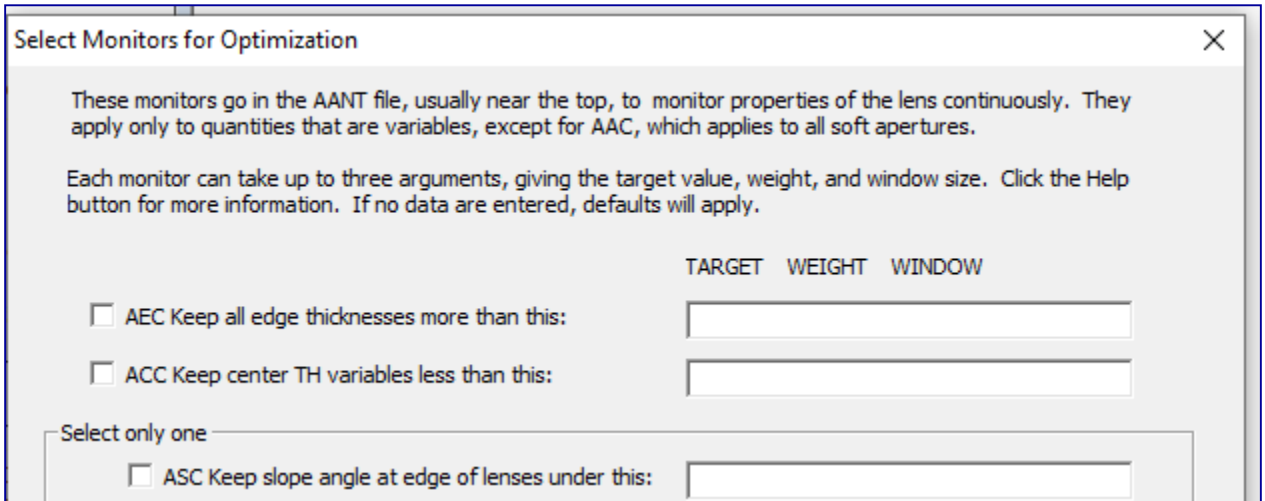 Select Monitors for Optimization
These monitors go in the AANT file, usually near the top, to  monitor properties of the lens continuously.  They
apply only to quantities that are variables, except for AAC, which applies to all soft apertures.
Each monitor can take up to three arguments, giving the target value, weight, and window size.  Click the Help
button for more information.  If no data are entered, defaults will apply.
TARGET WEIGHT WINDOW
AEC Keep all edge thicknesses more than this:
ACC Keep center TH variables less than this:
Select only one
ASC Keep slope angle at edge of lenses under this: